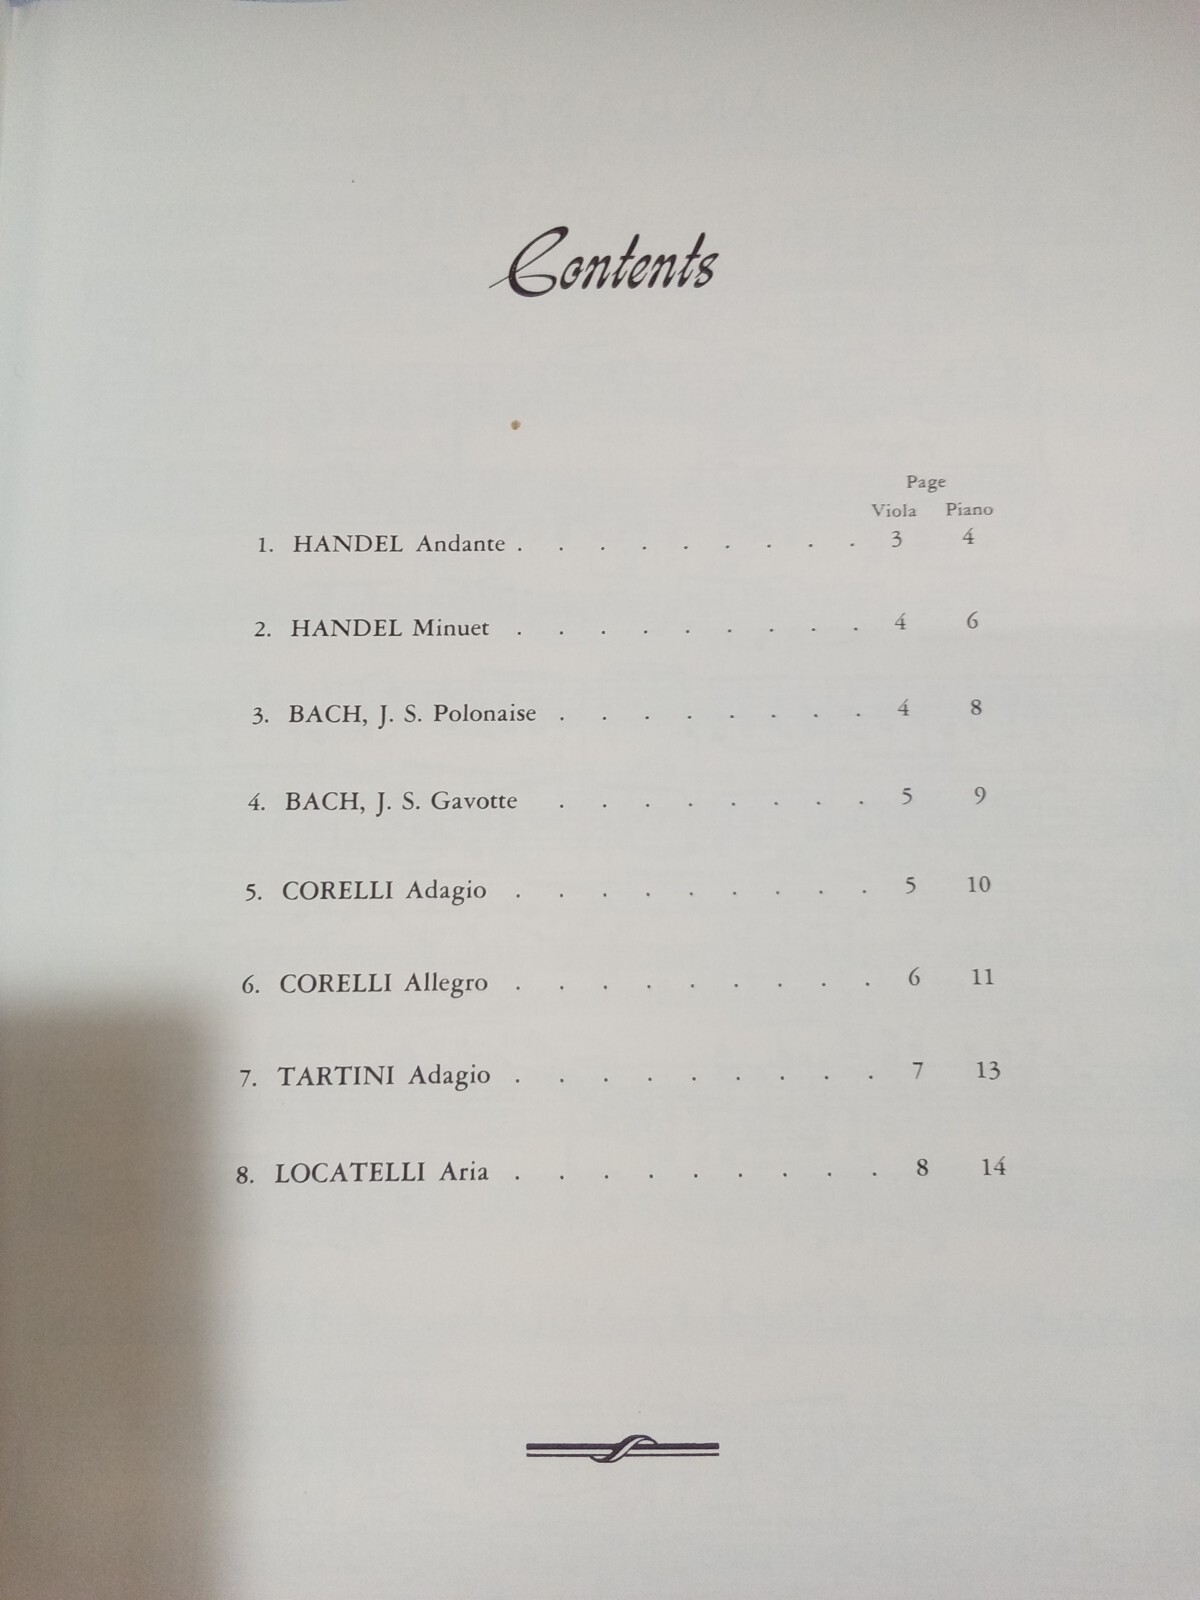 Contents
Page
Viola Piano
1. HANDEL Andante . . . . . . . . . 3 4
2. HANDEL Minuet . . . . . . . . . 4 6
3. BACH, J. S. Polonaise . . . . . . . . 4 8
4. BACH, J. S. Gavotte . . . . . . . . 5 9
5. CORELLI Adagio . . . . . . . . . 5 10
6. CORELLI Allegro . . . . . . . . . 6 11
7. TARTINI Adagio . . . . . . . . . 7 13
8. LOCATELLI Aria . . . . . . . . . 8 14